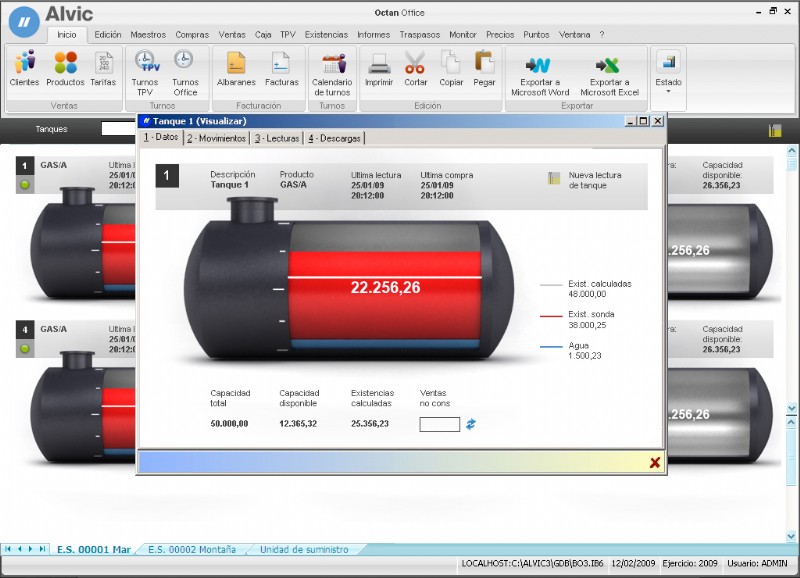 Alvic
Octan Office
Inicio Edición Maestros Compras Ventas Caja TPV Existencias Informes Traspasos Monitor Precios Puntos Ventana ?
Clientes Productos Tarifas Turnos TPV Turnos Office Albaranes Facturas Calendario de turnos Imprimir Cortar Copiar Pegar Exportar a Microsoft Word Exportar a Microsoft Excel Estado
Ventas Turnos Facturación Turnos Edición Exportar
Tanques
Tanque 1 (Visualizar)
1 - Datos 2 - Movimientos 3 - Lecturas 4 - Descargas
1 GAS/A Ultima l
25/01/0
20:12:0
1
Descripción Producto Ultima lectura Ultima compra
Tanque 1 GAS/A 25/01/09 25/01/09
20:12:00 20:12:00
Nueva lectura
de tanque
ra: Capacidad
disponible:
26.356,23
22.256,26
.256,26
Exist. calculadas
48.000,00
Exist. sonda
38.000,25
Agua
1.500,23
4 GAS/A Ultima l
25/01/0
20:12:0
ra: Capacidad
disponible:
26.356,23
.256,26
Capacidad Capacidad Existencias Ventas
total disponible calculadas no cons
50.000,00 12.365,32 25.356,23
E.S. 00001 Mar E.S. 00002 Montaña Unidad de suministro
LOCALHOST:C:\ALVIC3\GDB\BO3.IB6 12/02/2009 Ejercicio: 2009 Usuario: ADMIN